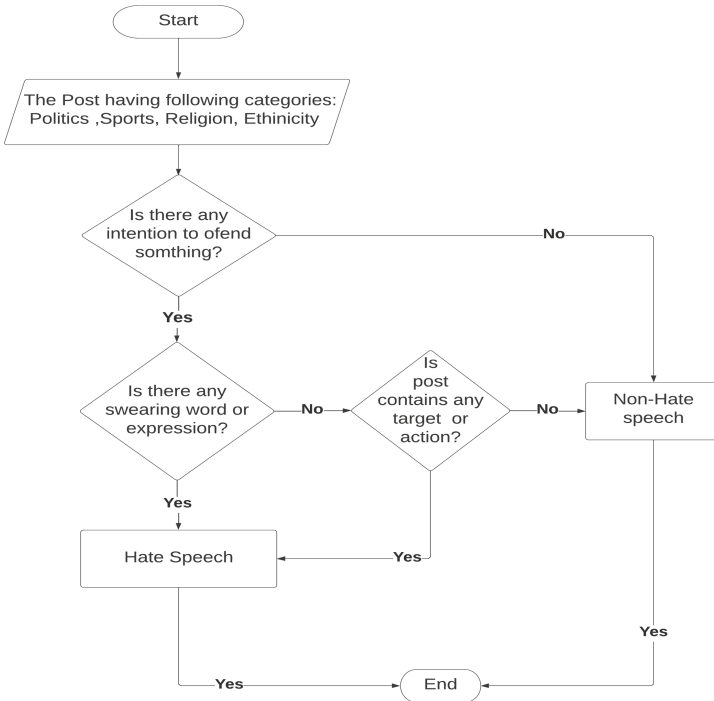 Start
The Post having following categories:
Politics ,Sports, Religion, Ethinicity
Is there any
intention to ofend
somthing?
No
Yes
Is there any
swearing word or
expression?
No
Is
post
contains any
target or
action?
No
Non-Hate
speech
Yes
Hate Speech
Yes
Yes
Yes
End